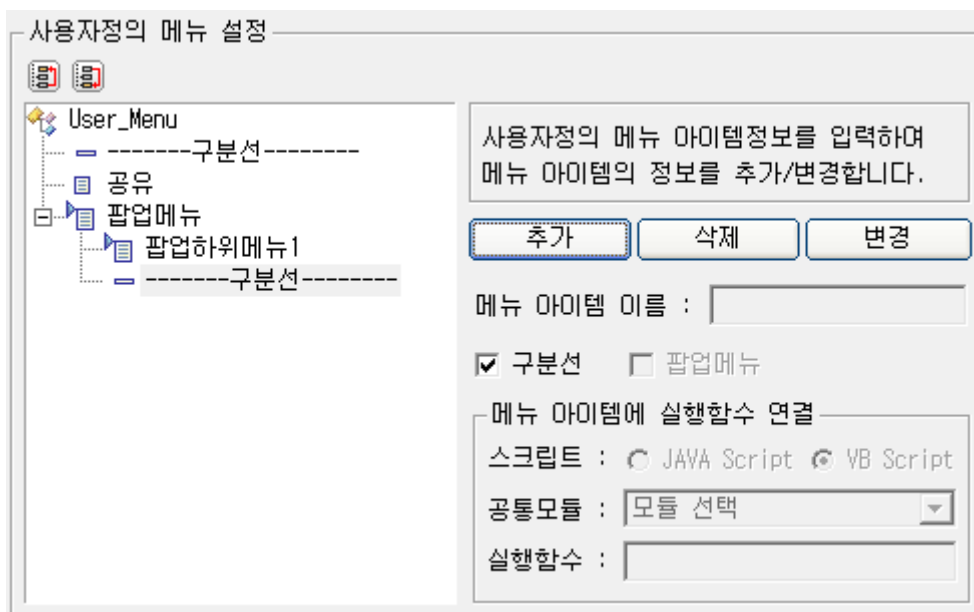 사용자정의 메뉴 설정
User_Menu
-------구분선--------
공유
팝업메뉴
팝업하위메뉴1
-------구분선--------
사용자정의 메뉴 아이템정보를 입력하여
메뉴 아이템의 정보를 추가/변경합니다.
추가 삭제 변경
메뉴 아이템 이름 :
구분선 팝업메뉴
메뉴 아이템에 실행함수 연결
스크립트 : JAVA Script VB Script
공통모듈 : 모듈 선택
실행함수 :